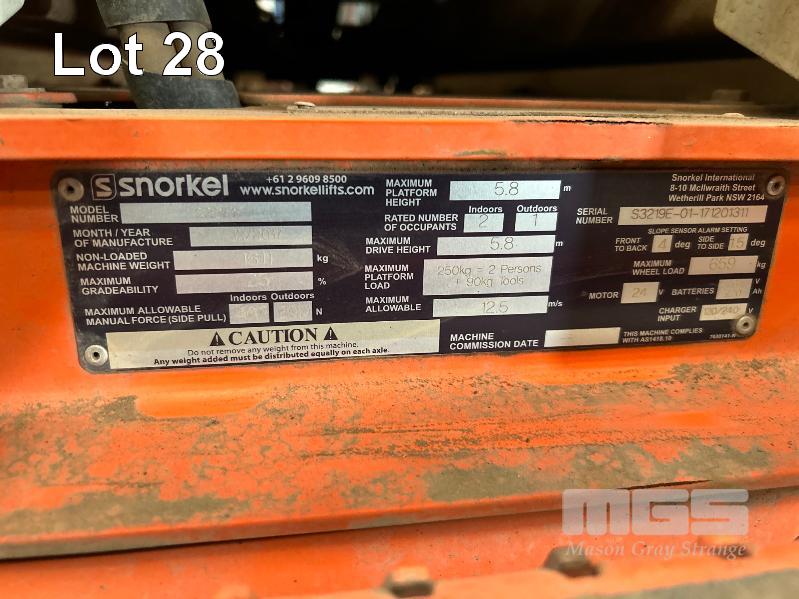 Lot 28
S snorkel
+61 2 9609 8500
www.snorkellifts.com
MODEL NUMBER
MONTH / YEAR OF MANUFACTURE
NON-LOADED MACHINE WEIGHT kg
MAXIMUM GRADEABILITY 25 %
Indoors Outdoors
MAXIMUM ALLOWABLE MANUAL FORCE (SIDE PULL) N
CAUTION
Do not remove any weight from this machine.
Any weight added must be distributed equally on each axle.
MAXIMUM PLATFORM HEIGHT 5.8 m
Indoors Outdoors
RATED NUMBER OF OCCUPANTS 2 1
MAXIMUM DRIVE HEIGHT 5.8 m
MAXIMUM PLATFORM LOAD 250kg = 2 Persons + 90kg Tools
MAXIMUM ALLOWABLE 12.5 m/s
MACHINE COMMISSION DATE
Snorkel International
8-10 McIlwraith Street
Wetherill Park NSW 2164
SERIAL NUMBER S3219E-01-171201311
SLOPE SENSOR ALARM SETTING
FRONT TO BACK 4 deg SIDE TO SIDE 1.5 deg
MAXIMUM WHEEL LOAD 659 kg
MOTOR 24 V BATTERIES V Ah
CHARGER INPUT 120/240 V
THIS MACHINE COMPLIES WITH AS1418.10
MGS
Mason Gray Strange